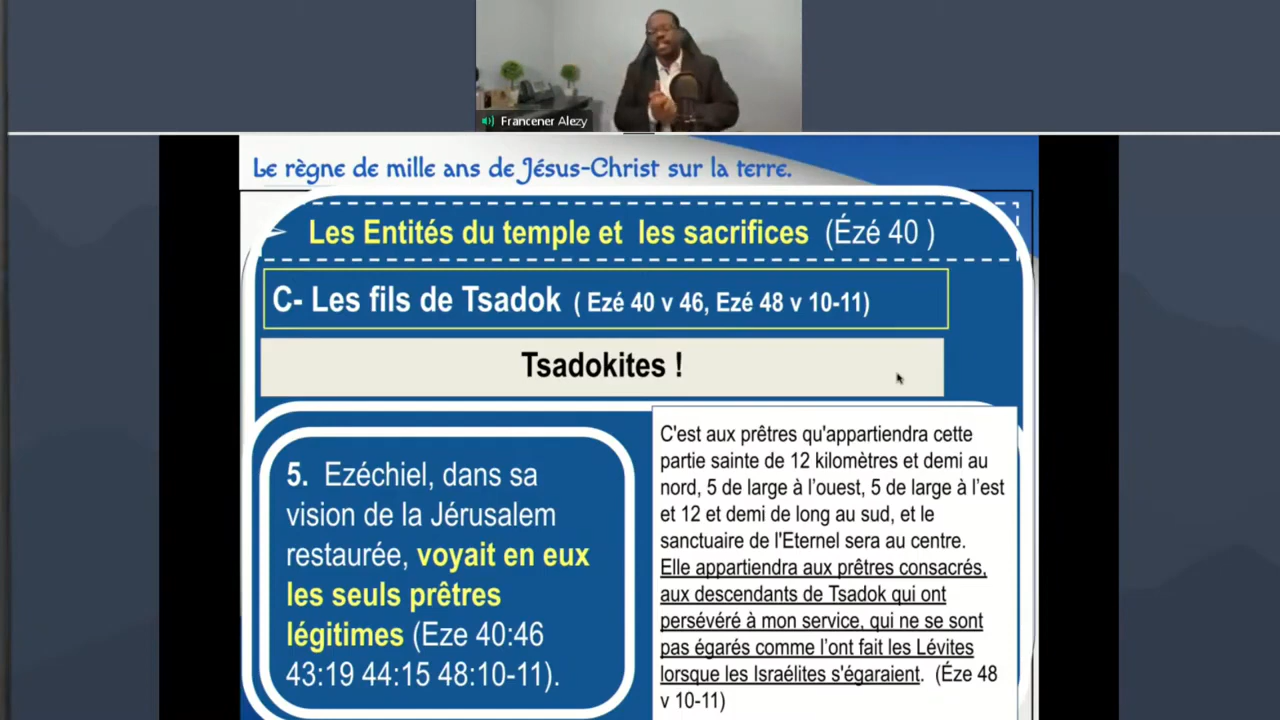 Francener Alezy
Le règne de mille ans de Jésus-Christ sur la terre.
Les Entités du temple et les sacrifices (Ézé 40 )
C- Les fils de Tsadok ( Ezé 40 v 46, Ezé 48 v 10-11)
Tsadokites !
5. Ezéchiel, dans sa
vision de la Jérusalem
restaurée, voyait en eux
les seuls prêtres
légitimes (Eze 40:46
43:19 44:15 48:10-11).
C'est aux prêtres qu'appartiendra cette
partie sainte de 12 kilomètres et demi au
nord, 5 de large à l’ouest, 5 de large à l’est
et 12 et demi de long au sud, et le
sanctuaire de l'Eternel sera au centre.
Elle appartiendra aux prêtres consacrés,
aux descendants de Tsadok qui ont
persévéré à mon service, qui ne se sont
pas égarés comme l’ont fait les Lévites
lorsque les Israélites s'égaraient. (Éze 48
v 10-11)